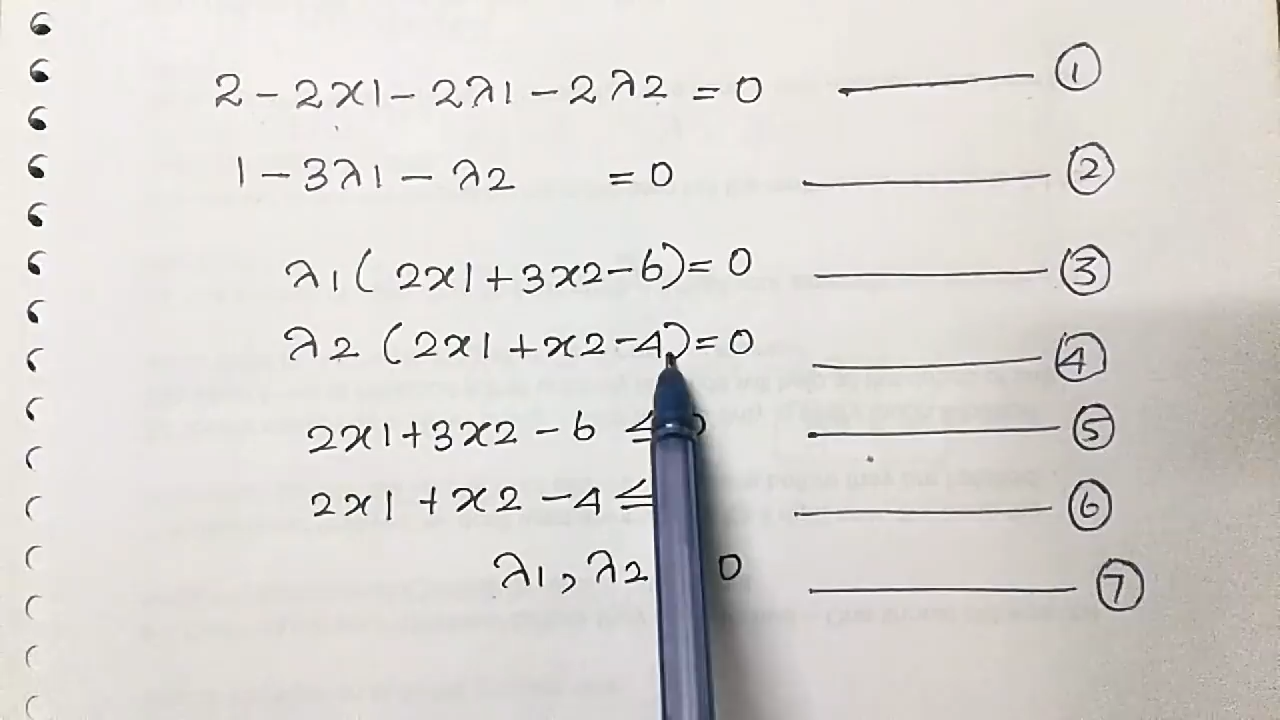 2 - 2x1 - 2λ1 - 2λ2 = 0 ①
1 - 3λ1 - λ2 = 0 ②
λ1 ( 2x1 + 3x2 - 6 ) = 0 ③
λ2 ( 2x1 + x2 - 4 ) = 0 ④
2x1 + 3x2 - 6 ≤ ⑤
2x1 + x2 - 4 ≤ ⑥
λ1 , λ2 0 ⑦